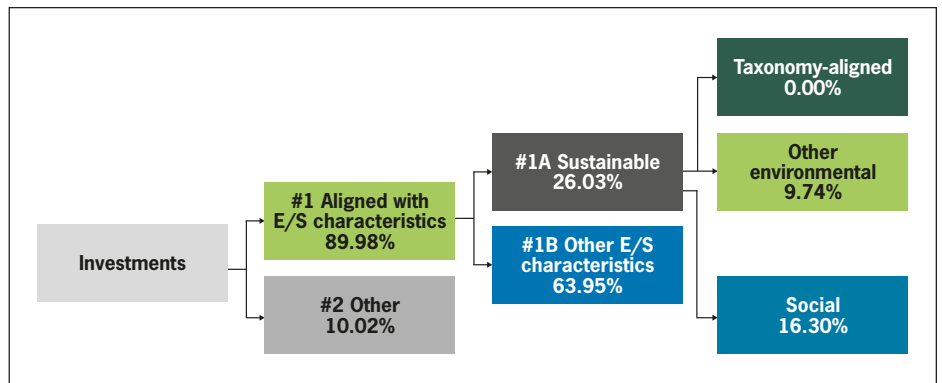 Investments
#1 Aligned with
E/S characteristics
89.98%
#2 Other
10.02%
#1A Sustainable
26.03%
#1B Other E/S
characteristics
63.95%
Taxonomy-aligned
0.00%
Other
environmental
9.74%
Social
16.30%